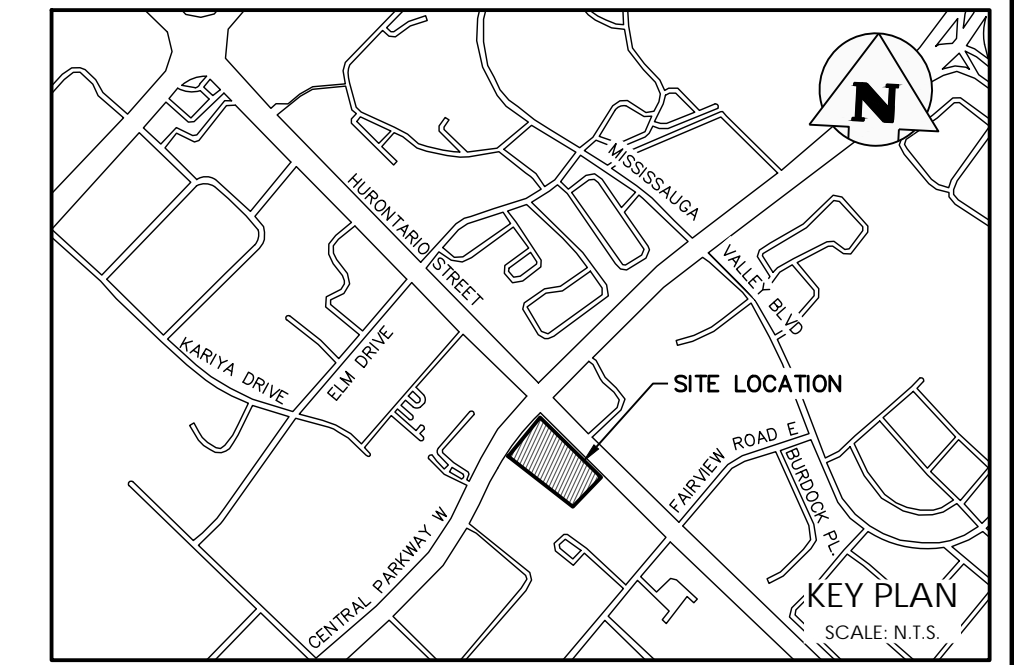 N
MISSISSAUGA
VALLEY BLVD
HURONTARIO STREET
KARIYA DRIVE
ELM DRIVE
SITE LOCATION
FAIRVIEW ROAD E
BURDOCK PL.
CENTRAL PARKWAY W
KEY PLAN
SCALE: N.T.S.